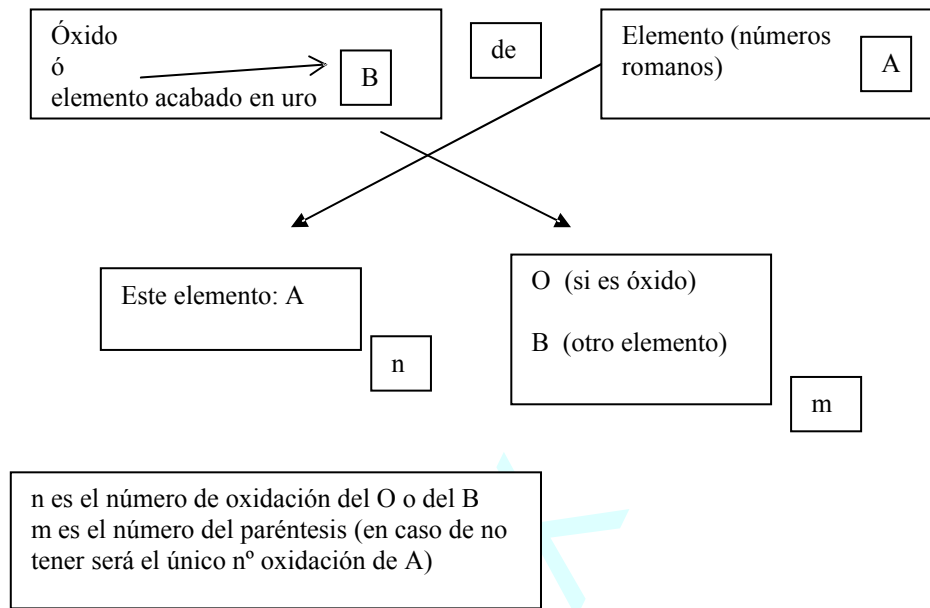 Óxido
ó
elemento acabado en uro
B
de
Elemento (números
romanos)
A
Este elemento: A
n
O (si es óxido)
B (otro elemento)
m
n es el número de oxidación del O o del B
m es el número del paréntesis (en caso de no
tener será el único nº oxidación de A)